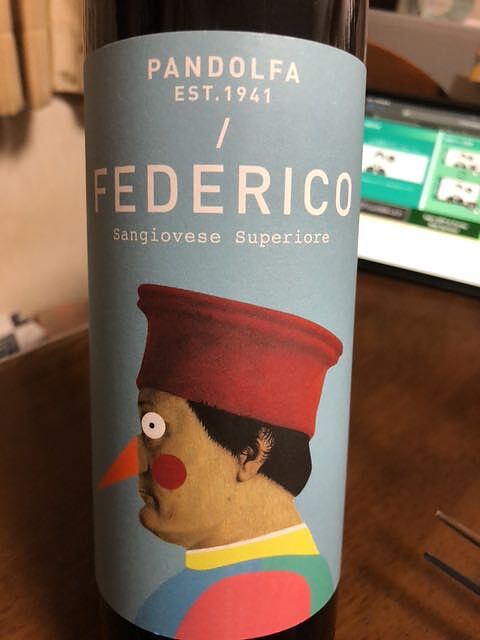 PANDOLFA
EST.1941
/
FEDERICO
Sangiovese Superiore